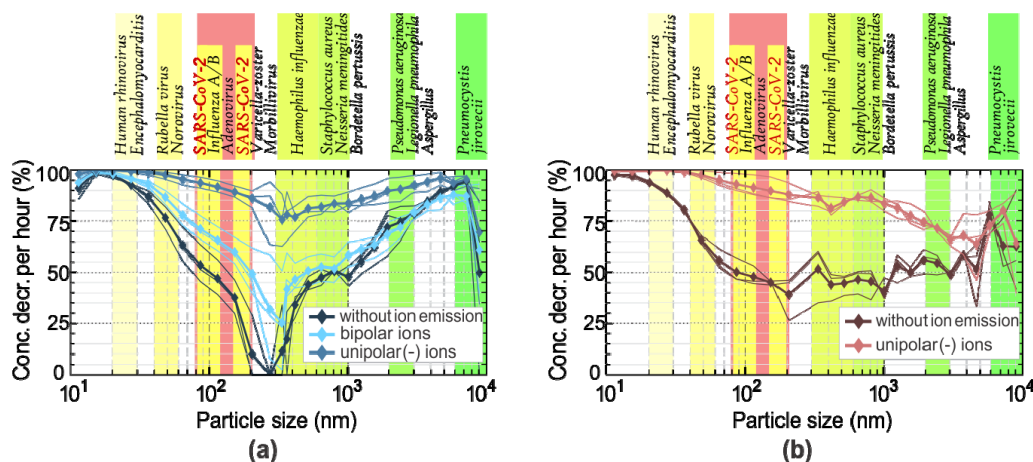 Human rhinovirus
Encephalomyocarditis
Rubella virus
Norovirus
SARS-CoV-2
Influenza A/B
Adenovirus
SARS-CoV-2
Varicella-zoster
Morbilivirus
Haemophilus influenzae
Staphylococcus aureus
Neisseria meningitides
Bordetella pertussis
Pseudomonas aeruginosa
Legionella pneumophila
Aspergillus
Pneumocystis
jirovecii
Conc. decr. per hour (%)
100
75
50
25
0
without ion emission
bipolar ions
unipolar(-) ions
10¹
10²
10³
10⁴
Particle size (nm)
(a)
Human rhinovirus
Encephalomyocarditis
Rubella virus
Norovirus
SARS-CoV-2
Influenza A/B
Adenovirus
SARS-CoV-2
Varicella-zoster
Morbilivirus
Haemophilus influenzae
Staphylococcus aureus
Neisseria meningitides
Bordetella pertussis
Pseudomonas aeruginosa
Legionella pneumophila
Aspergillus
Pneumocystis
jirovecii
Conc. decr. per hour (%)
100
75
50
25
0
without ion emission
unipolar(-) ions
10¹
10²
10³
10⁴
Particle size (nm)
(b)